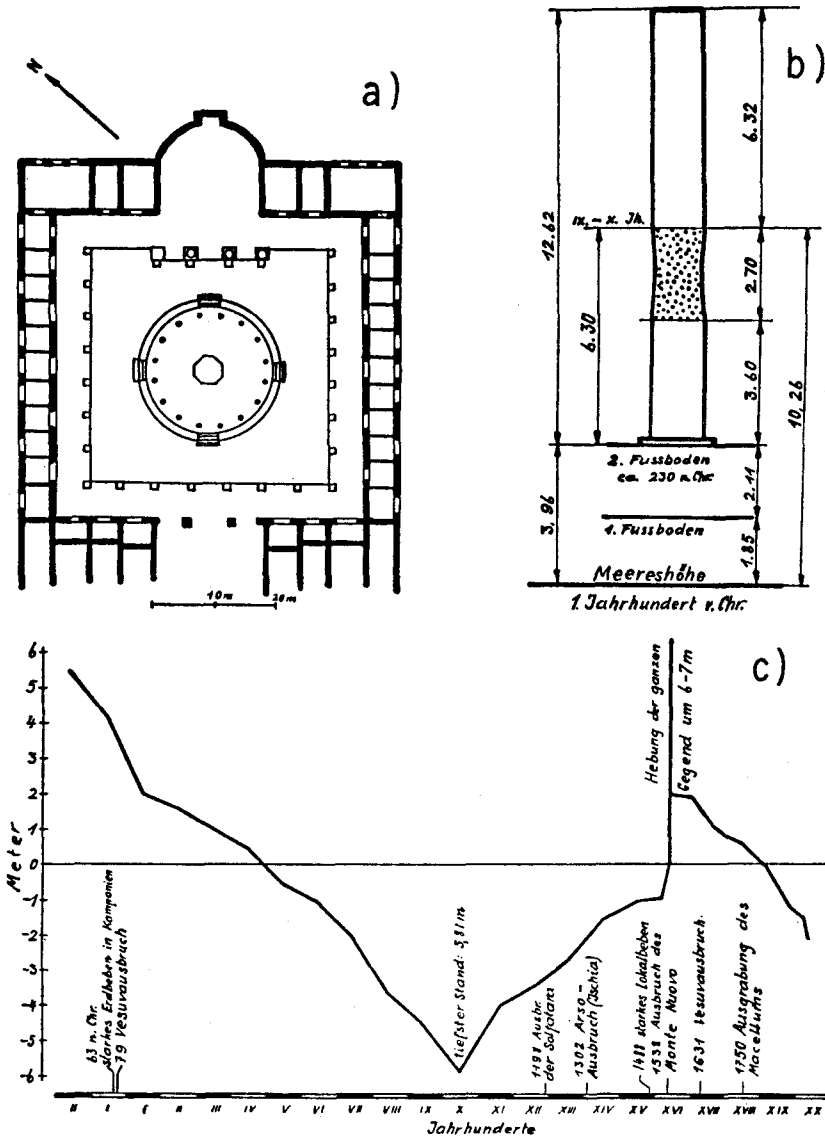 a)
N
10m 20m
b)
12.62
6.32
IX.-X. Jh.
6.30
2.70
3.60
10,26
2. Fussboden
ca. 230 n.Chr.
3.96
2.11
1. Fussboden
1.85
Meereshöhe
1. Jahrhundert v. Chr.
c)
Meter
6
5
4
3
2
1
0
-1
-2
-3
-4
-5
-6
63 n. Chr.
starkes Erdbeben in Kampanien
79 Vesuvausbruch
tiefster Stand: 5,81m
1198 Ausbr.
der Solfatara
1302 Arso-
Ausbruch (Ischia)
1488 starkes Lokalbeben
1538 Ausbruch des
Monte Nuovo
1631 Vesuvausbruch.
1750 Ausgrabung des
Macellums
Hebung der ganzen
Gegend um 6-7m
II I I II III IV V VI VII VIII IX X XI XII XIII XIV XV XVI XVII XVIII XIX XX
Jahrhunderte